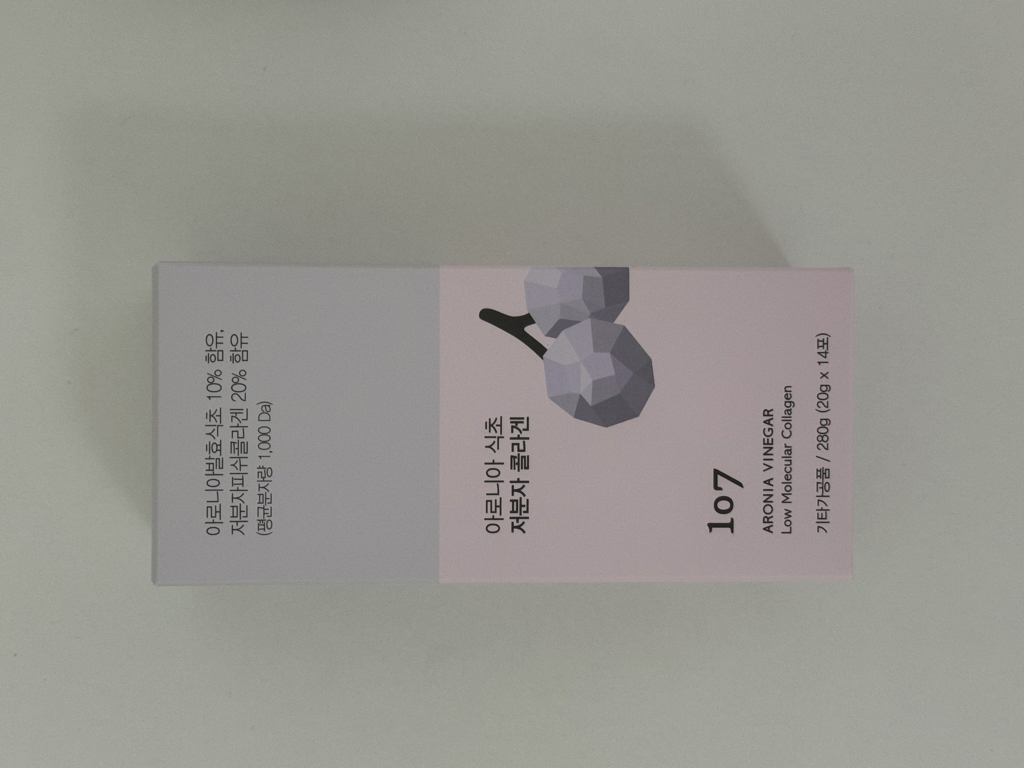 아로니아발효식초 10% 함유,
저분자피쉬콜라겐 20% 함유
(평균분자량 1,000 Da)
아로니아 식초
저분자 콜라겐
107
ARONIA VINEGAR
Low Molecular Collagen
기타가공품 / 280g (20g x 14포)